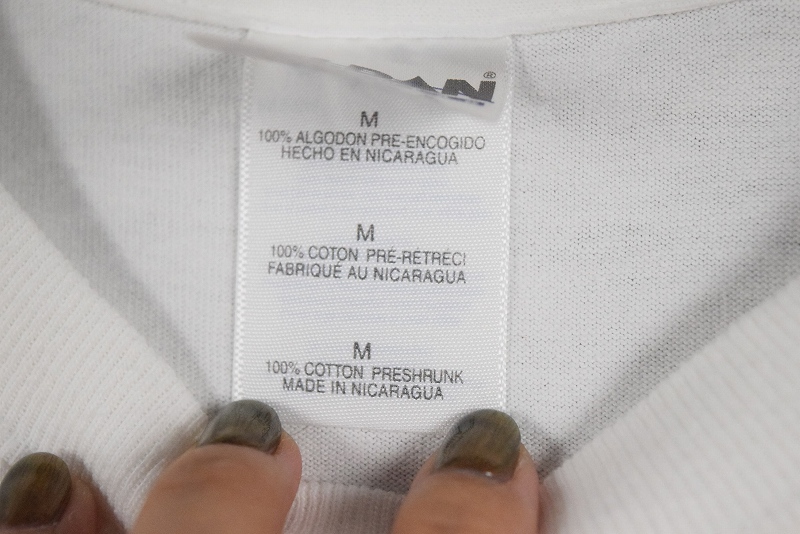 ®
M
100% ALGODON PRE-ENCOGIDO
HECHO EN NICARAGUA
M
100% COTON PRÉ-RÉTRÉCI
FABRIQUÉ AU NICARAGUA
M
100% COTTON PRESHRUNK
MADE IN NICARAGUA